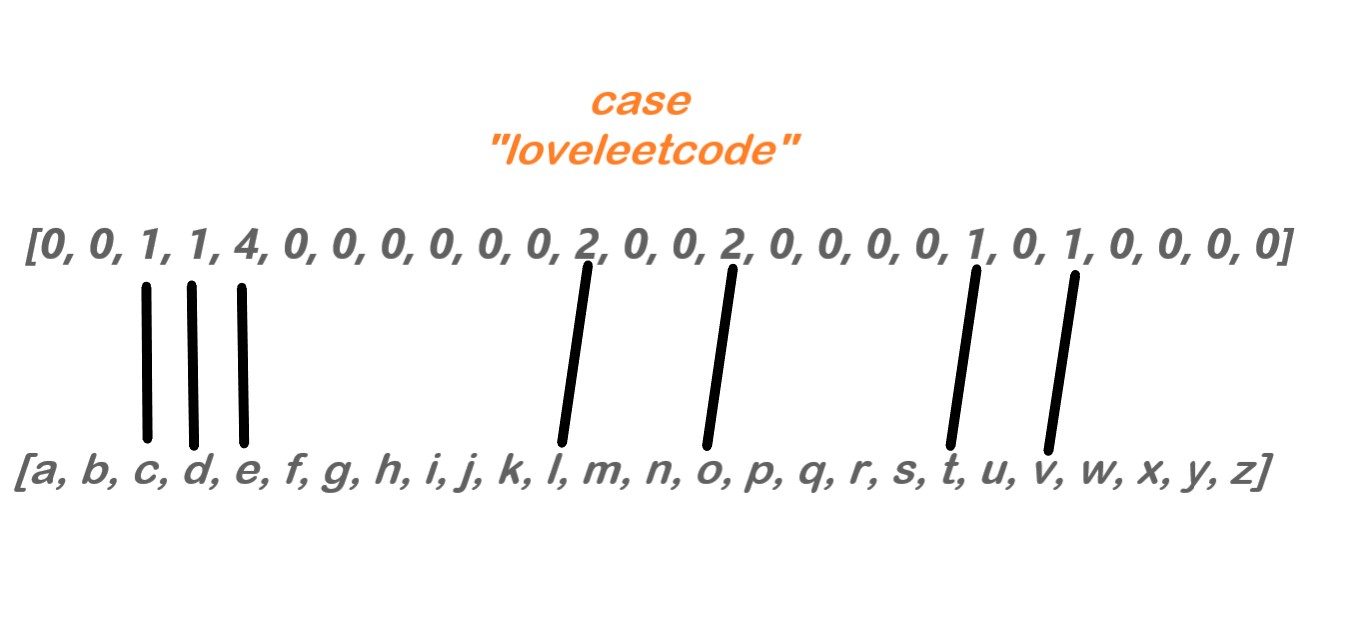 case
"loveleetcode"
[0, 0, 1, 1, 4, 0, 0, 0, 0, 0, 0, 2, 0, 0, 2, 0, 0, 0, 0, 1, 0, 1, 0, 0, 0, 0]
[a, b, c, d, e, f, g, h, i, j, k, l, m, n, o, p, q, r, s, t, u, v, w, x, y, z]